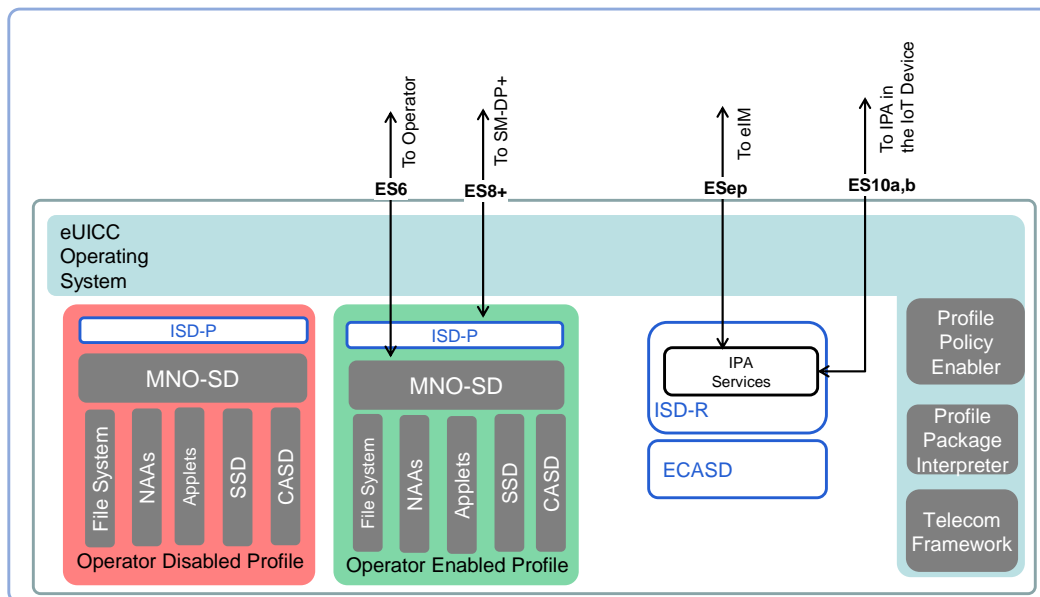 To Operator
To SM-DP+
To eIM
To IPA in
the IoT Device
ES6
ES8+
ESep
ES10a,b
eUICC
Operating
System
ISD-P
MNO-SD
File System
NAAs
Applets
SSD
CASD
Operator Disabled Profile
ISD-P
MNO-SD
File System
NAAs
Applets
SSD
CASD
Operator Enabled Profile
IPA
Services
ISD-R
ECASD
Profile
Policy
Enabler
Profile
Package
Interpreter
Telecom
Framework